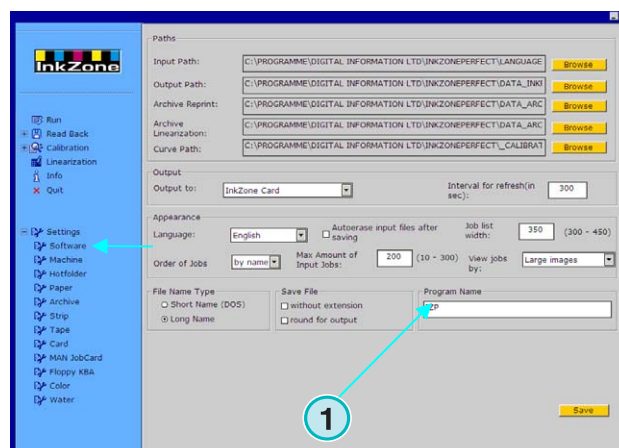 InkZone
Run
Read Back
Calibration
Linearization
Info
Quit
Settings
Software
Machine
Hotfolder
Paper
Archive
Strip
Tape
Card
MAN JobCard
Floppy KBA
Color
Water
Paths
Input Path: C:\PROGRAMME\DIGITAL INFORMATION LTD\INKZONEPERFECT\LANGUAGE Browse
Output Path: C:\PROGRAMME\DIGITAL INFORMATION LTD\INKZONEPERFECT\DATA_INK Browse
Archive Reprint: C:\PROGRAMME\DIGITAL INFORMATION LTD\INKZONEPERFECT\DATA_ARC Browse
Archive Linearization: C:\PROGRAMME\DIGITAL INFORMATION LTD\INKZONEPERFECT\DATA_ARC Browse
Curve Path: C:\PROGRAMME\DIGITAL INFORMATION LTD\INKZONEPERFECT\_CALIBRAT Browse
Output
Output to: InkZone Card Interval for refresh(in sec): 300
Appearance
Language: English Autoerase input files after saving Job list width: 350 (300 - 450)
Order of Jobs by name Max Amount of Input Jobs: 200 (10 - 300) View jobs by: Large images
File Name Type Save File Program Name
Short Name (DOS) without extension
Long Name round for output
1
Save